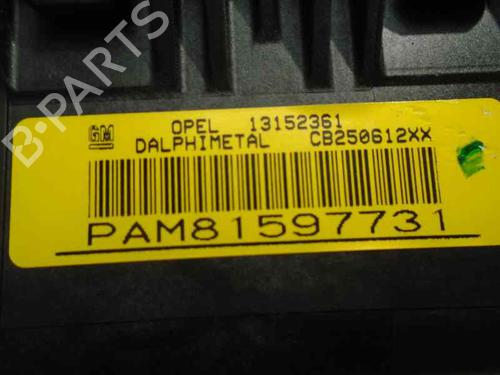 B-PARTS
GM OPEL 13152361
DALPHIMETAL CB250612XX
PAM81597731